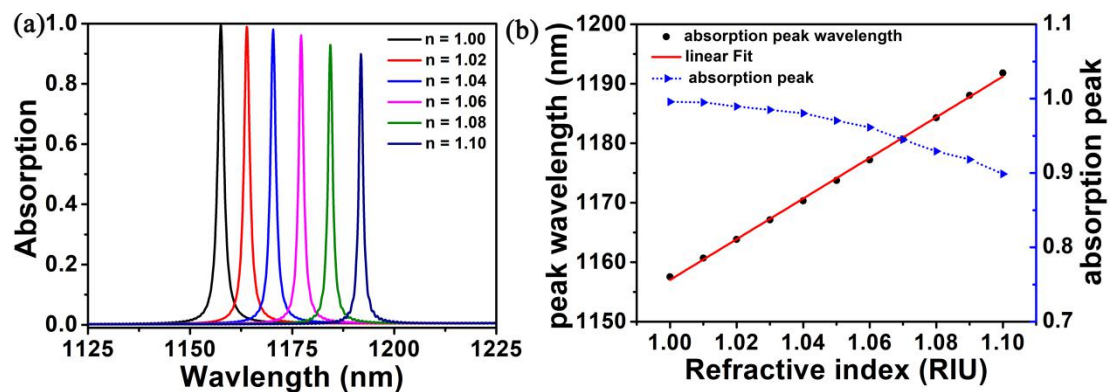 (a)
1.0
0.8
0.6
0.4
0.2
0.0
Absorption
n = 1.00
n = 1.02
n = 1.04
n = 1.06
n = 1.08
n = 1.10
1125 1150 1175 1200 1225
Wavlength (nm)
(b)
1200
1190
1180
1170
1160
1150
peak wavelength (nm)
absorption peak wavelength
linear Fit
absorption peak
1.1
1.0
0.9
0.8
0.7
absorption peak
1.00 1.02 1.04 1.06 1.08 1.10
Refractive index (RIU)